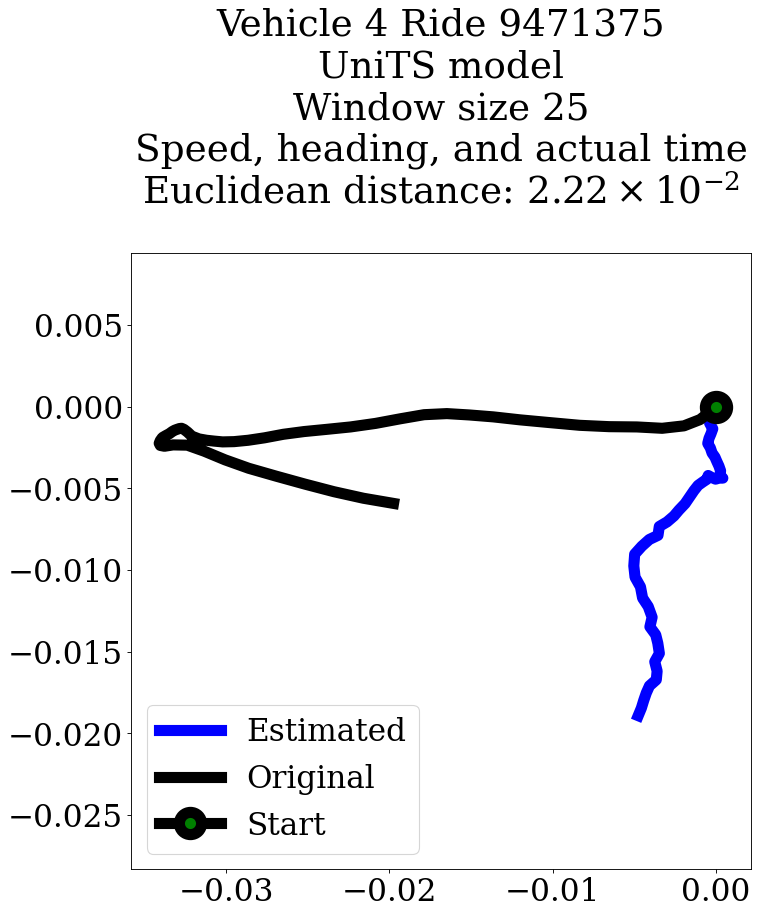 Vehicle 4 Ride 9471375
UniTS model
Window size 25
Speed, heading, and actual time
Euclidean distance: 2.22 × 10⁻²
0.005
0.000
−0.005
−0.010
−0.015
−0.020
−0.025
Estimated
Original
Start
−0.03
−0.02
−0.01
0.00